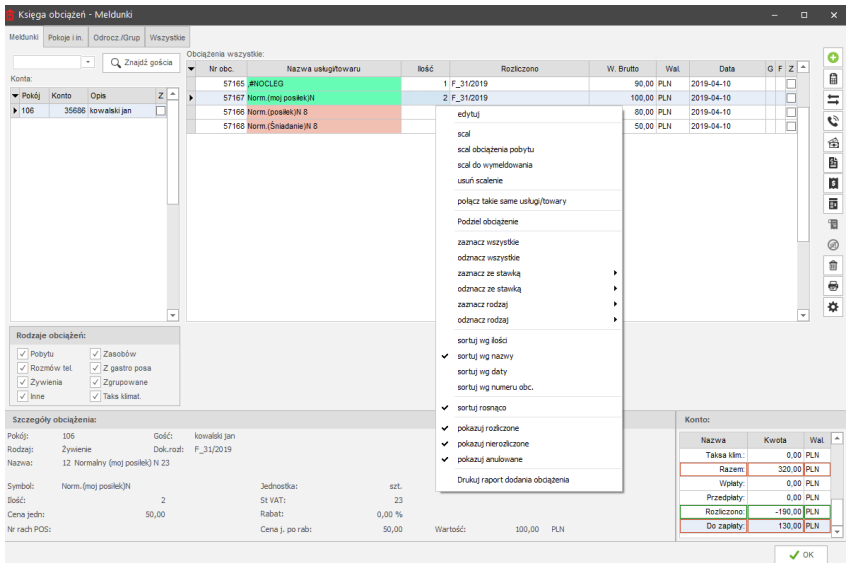 Księga obciążeń - Meldunki
Meldunki Pokoje i in. Odrocz./Grup Wszystkie
Znajdź gościa
Konta:
Pokój Konto Opis Z
106 35686 kowalski jan
Obciążenia wszystkie:
Nr obc. Nazwa usługi/towaru Ilość Rozliczono W. Brutto Wal. Data G F Z
57165 ,#NOCLEG 1 F_31/2019 90,00 PLN 2019-04-10
57167 Norm.(moj posiłek)N 2 F_31/2019 100,00 PLN 2019-04-10
57166 Norm.(posiłek)N 8 80,00 PLN 2019-04-10
57168 Norm.(Śniadanie)N 8 50,00 PLN 2019-04-10
edytuj
scal
scal obciążenia pobytu
scal do wymeldowania
usuń scalenie
połącz takie same usługi/towary
Podziel obciążenie
zaznacz wszystkie
odznacz wszystkie
zaznacz ze stawką
odznacz ze stawką
zaznacz rodzaj
odznacz rodzaj
sortuj wg ilości
sortuj wg nazwy
sortuj wg daty
sortuj wg numeru obc.
sortuj rosnąco
pokazuj rozliczone
pokazuj nierozliczone
pokazuj anulowane
Drukuj raport dodania obciążenia
Rodzaje obciążeń:
Pobytu Zasobów
Rozmów tel. Z gastro posa
Żywienia Zgrupowane
Inne Taks klimat.
Szczegóły obciążenia:
Pokój: 106 Gość: kowalski jan
Rodzaj: Żywienie Dok.rozl: F_31/2019
Nazwa: 12 Normalny (moj posiłek) N 23
Symbol: Norm.(moj posiłek)N Jednostka: szt.
Ilość: 2 St VAT: 23
Cena jedn: 50,00 Rabat: 0,00 %
Nr rach POS: Cena j. po rab: 50,00 Wartość: 100,00 PLN
Konto:
Nazwa Kwota Wal.
Taksa klim.: 0,00 PLN
Razem: 320,00 PLN
Wpłaty: 0,00 PLN
Przedpłaty: 0,00 PLN
Rozliczono: -190,00 PLN
Do zapłaty: 130,00 PLN
OK